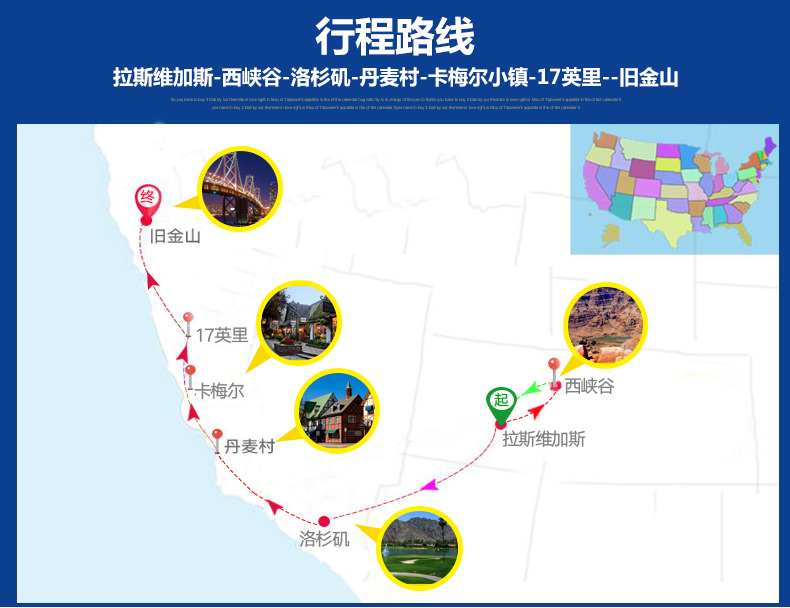 行程路线
拉斯维加斯-西峡谷-洛杉矶-丹麦村-卡梅尔小镇-17英里--旧金山
终
旧金山
17英里
卡梅尔
西峡谷
起
拉斯维加斯
丹麦村
洛杉矶